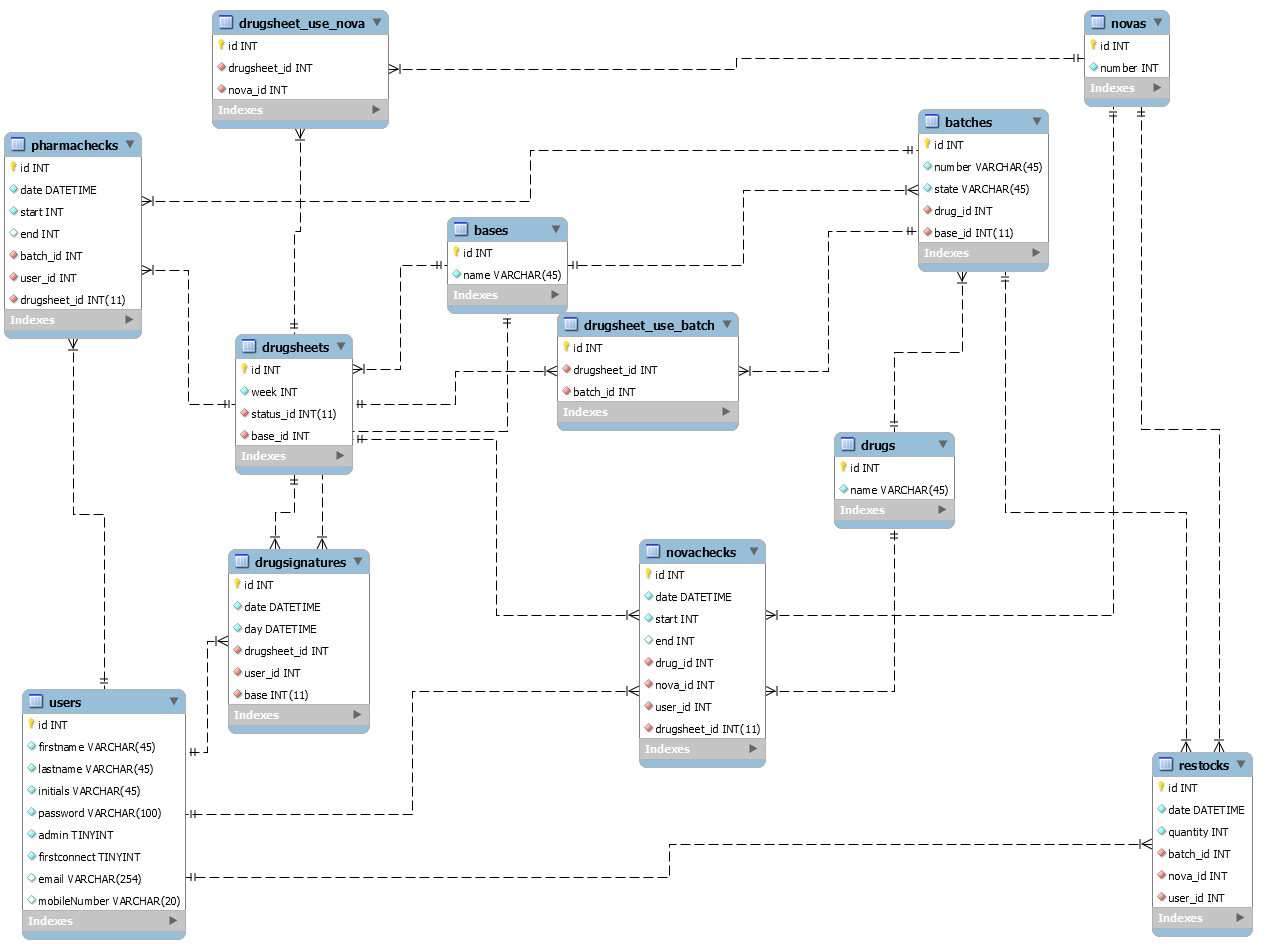 drugsheet_use_nova
id INT
drugsheet_id INT
nova_id INT
Indexes
novas
id INT
number INT
Indexes
pharmachecks
id INT
date DATETIME
start INT
end INT
batch_id INT
user_id INT
drugsheet_id INT(11)
Indexes
batches
id INT
number VARCHAR(45)
state VARCHAR(45)
drug_id INT
base_id INT(11)
Indexes
bases
id INT
name VARCHAR(45)
Indexes
drugsheet_use_batch
id INT
drugsheet_id INT
batch_id INT
Indexes
drugsheets
id INT
week INT
status_id INT(11)
base_id INT
Indexes
drugs
id INT
name VARCHAR(45)
Indexes
drugsignatures
id INT
date DATETIME
day DATETIME
drugsheet_id INT
user_id INT
base INT(11)
Indexes
novachecks
id INT
date DATETIME
start INT
end INT
drug_id INT
nova_id INT
user_id INT
drugsheet_id INT(11)
Indexes
users
id INT
firstname VARCHAR(45)
lastname VARCHAR(45)
initials VARCHAR(45)
password VARCHAR(100)
admin TINYINT
firstconnect TINYINT
email VARCHAR(254)
mobileNumber VARCHAR(20)
Indexes
restocks
id INT
date DATETIME
quantity INT
batch_id INT
nova_id INT
user_id INT
Indexes